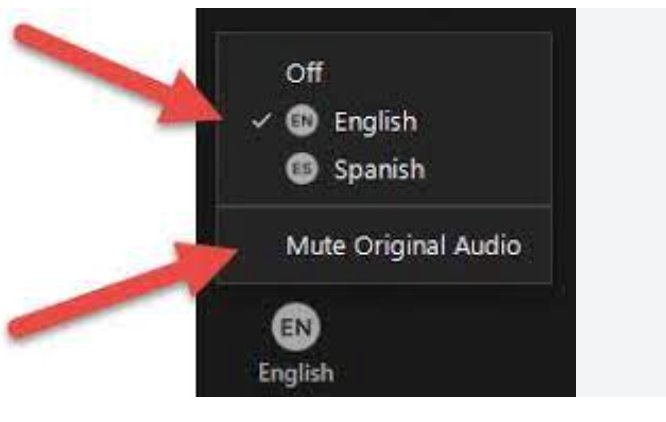 Off
EN English
ES Spanish
Mute Original Audio
EN
English